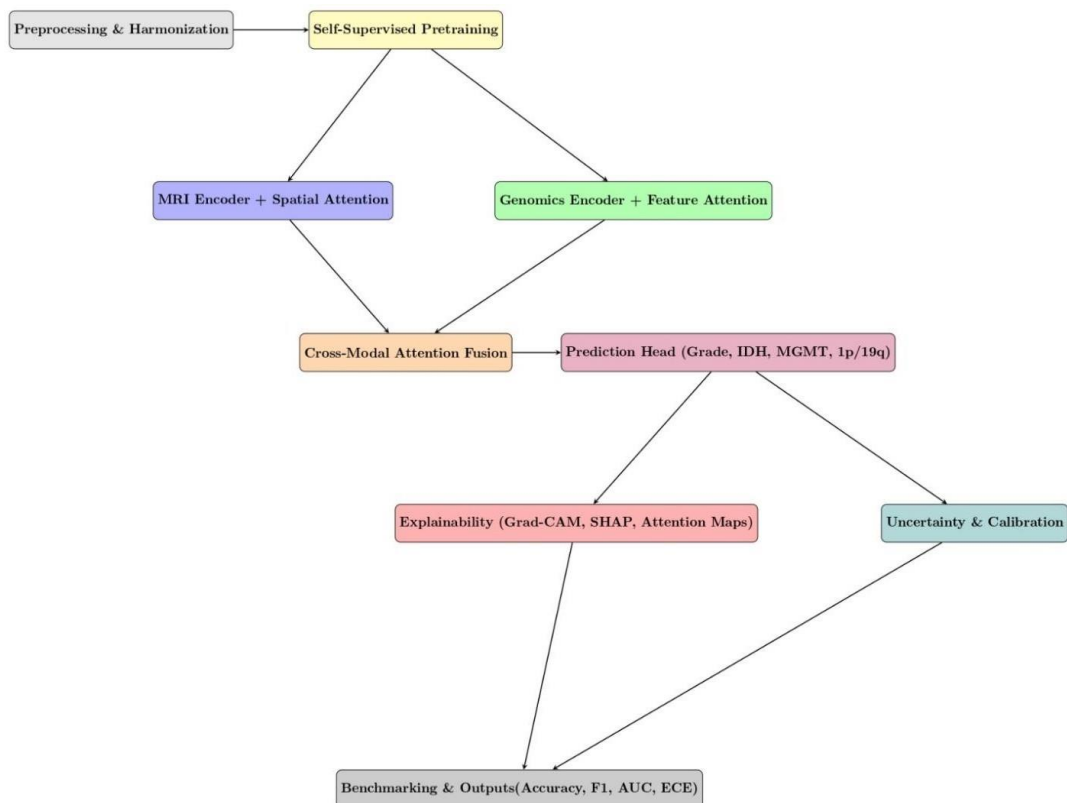 Preprocessing & Harmonization
Self-Supervised Pretraining
MRI Encoder + Spatial Attention
Genomics Encoder + Feature Attention
Cross-Modal Attention Fusion
Prediction Head (Grade, IDH, MGMT, 1p/19q)
Explainability (Grad-CAM, SHAP, Attention Maps)
Uncertainty & Calibration
Benchmarking & Outputs(Accuracy, F1, AUC, ECE)